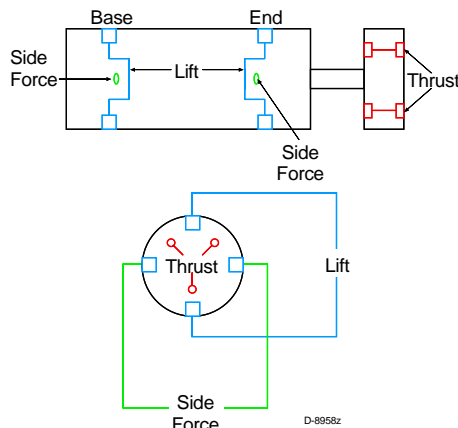 Base
End
Side
Force
Lift
Thrust
Side
Force
Thrust
Lift
Side
Force
D-8958z